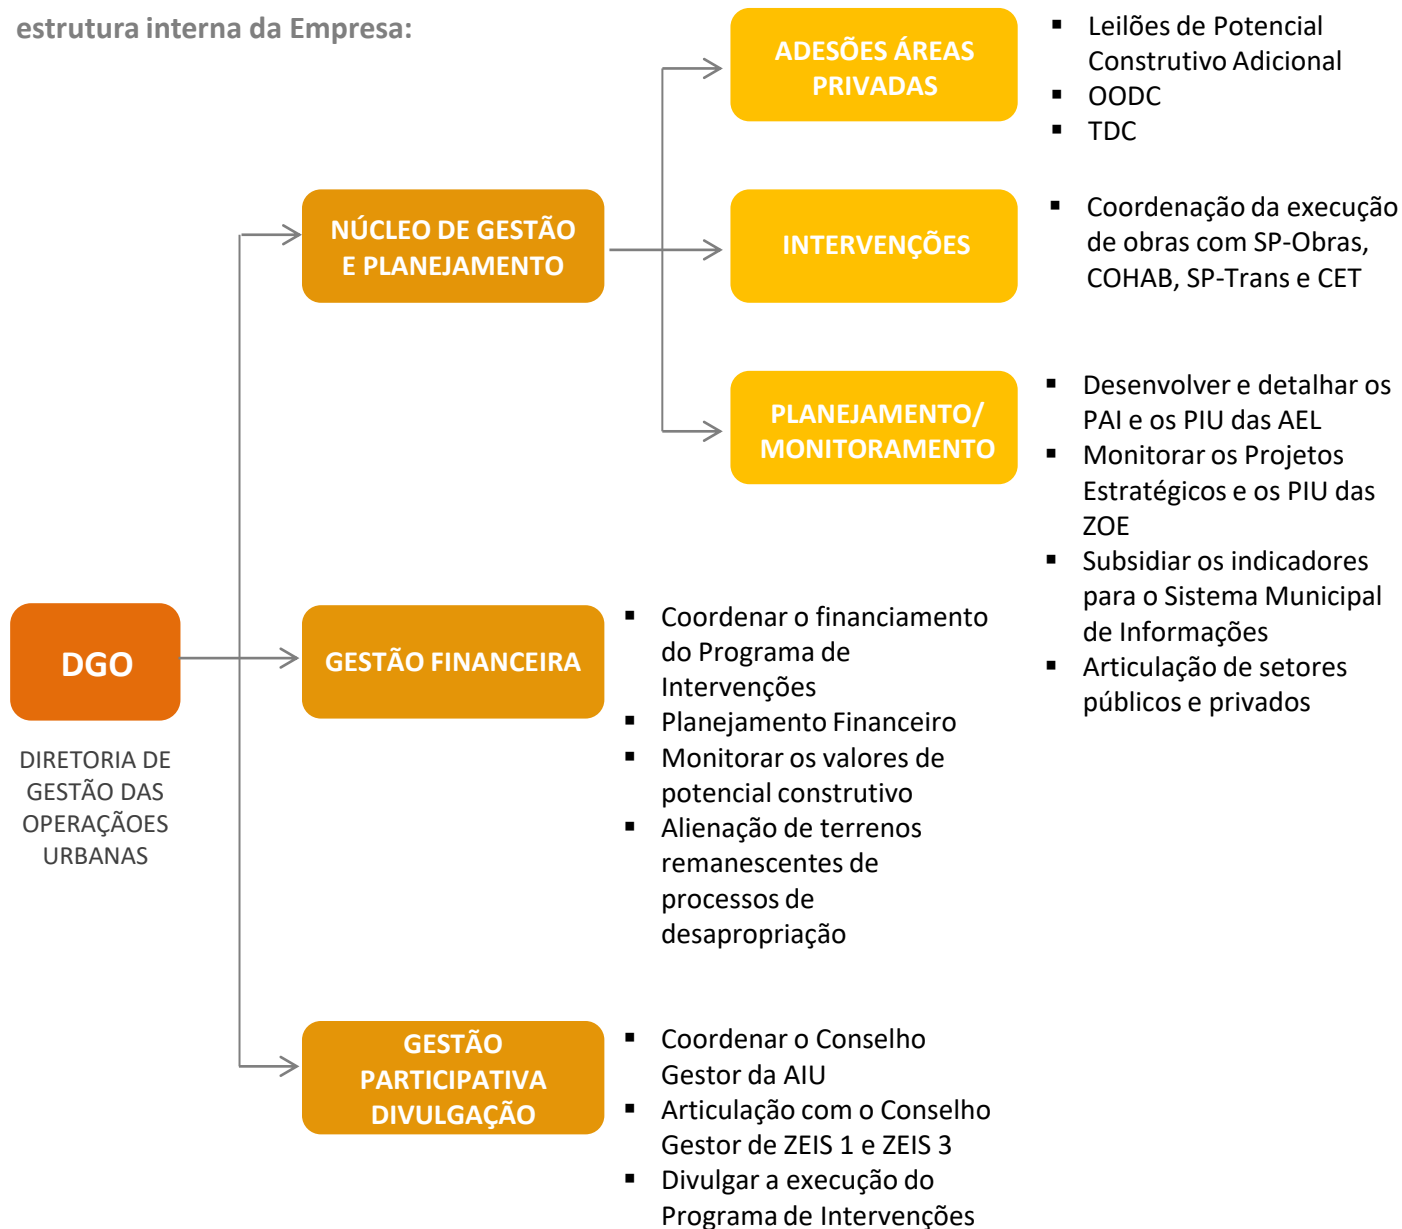 estrutura interna da Empresa:
ADESÕES ÁREAS
PRIVADAS
▪ Leilões de Potencial
Construtivo Adicional
▪ OODC
▪ TDC
NÚCLEO DE GESTÃO
E PLANEJAMENTO
INTERVENÇÕES
▪ Coordenação da execução
de obras com SP-Obras,
COHAB, SP-Trans e CET
PLANEJAMENTO/
MONITORAMENTO
▪ Desenvolver e detalhar os
PAI e os PIU das AEL
▪ Monitorar os Projetos
Estratégicos e os PIU das
ZOE
▪ Subsidiar os indicadores
para o Sistema Municipal
de Informações
▪ Articulação de setores
públicos e privados
DGO
DIRETORIA DE
GESTÃO DAS
OPERAÇÃOES
URBANAS
GESTÃO FINANCEIRA
▪ Coordenar o financiamento
do Programa de
Intervenções
▪ Planejamento Financeiro
▪ Monitorar os valores de
potencial construtivo
▪ Alienação de terrenos
remanescentes de
processos de
desapropriação
GESTÃO
PARTICIPATIVA
DIVULGAÇÃO
▪ Coordenar o Conselho
Gestor da AIU
▪ Articulação com o Conselho
Gestor de ZEIS 1 e ZEIS 3
▪ Divulgar a execução do
Programa de Intervenções